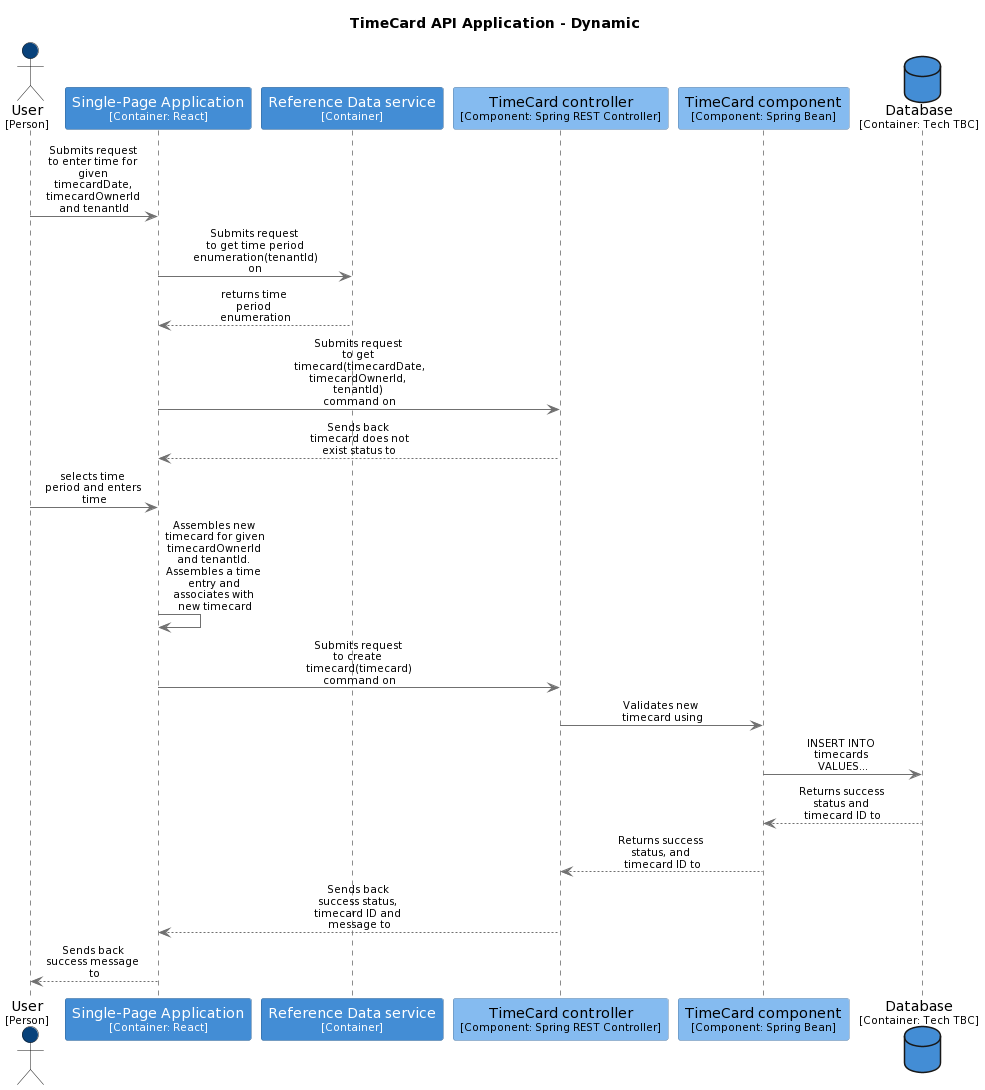 TimeCard API Application - Dynamic
User
[Person]
Single-Page Application
[Container: React]
Reference Data service
[Container]
TimeCard controller
[Component: Spring REST Controller]
TimeCard component
[Component: Spring Bean]
Database
[Container: Tech TBC]
Submits request
to enter time for
given
timecardDate,
timecardOwnerId
and tenantId
Submits request
to get time period
enumeration(tenantId)
on
returns time
period
enumeration
Submits request
to get
timecard(timecardDate,
timecardOwnerId,
tenantId)
command on
Sends back
timecard does not
exist status to
selects time
period and enters
time
Assembles new
timecard for given
timecardOwnerId
and tenantId.
Assembles a time
entry and
associates with
new timecard
Submits request
to create
timecard(timecard)
command on
Validates new
timecard using
INSERT INTO
timecards
VALUES...
Returns success
status and
timecard ID to
Returns success
status, and
timecard ID to
Sends back
success status,
timecard ID and
message to
Sends back
success message
to
User
[Person]
Single-Page Application
[Container: React]
Reference Data service
[Container]
TimeCard controller
[Component: Spring REST Controller]
TimeCard component
[Component: Spring Bean]
Database
[Container: Tech TBC]